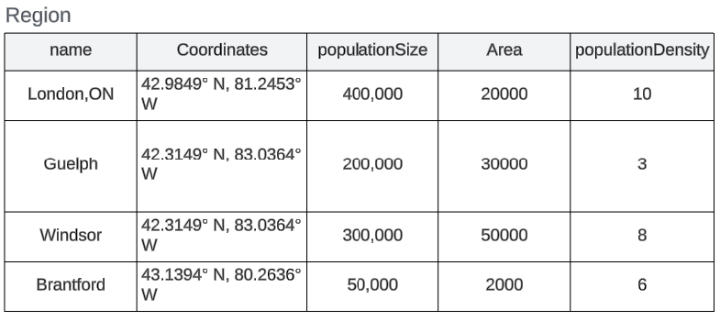 Region
name Coordinates populationSize Area populationDensity
London,ON 42.9849° N, 81.2453° W 400,000 20000 10
Guelph 42.3149° N, 83.0364° W 200,000 30000 3
Windsor 42.3149° N, 83.0364° W 300,000 50000 8
Brantford 43.1394° N, 80.2636° W 50,000 2000 6